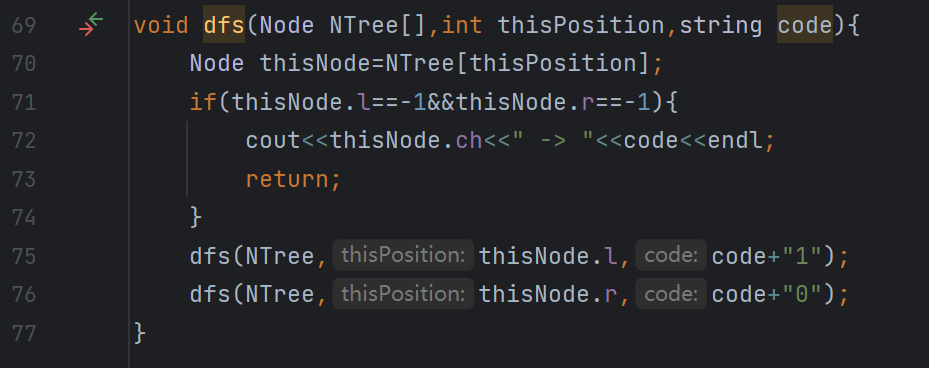 69 void dfs(Node NTree[],int thisPosition,string code){
70 Node thisNode=NTree[thisPosition];
71 if(thisNode.l==-1&&thisNode.r==-1){
72 cout<<thisNode.ch<<" -> "<<code<<endl;
73 return;
74 }
75 dfs(NTree, thisPosition: thisNode.l, code: code+"1");
76 dfs(NTree, thisPosition: thisNode.r, code: code+"0");
77 }